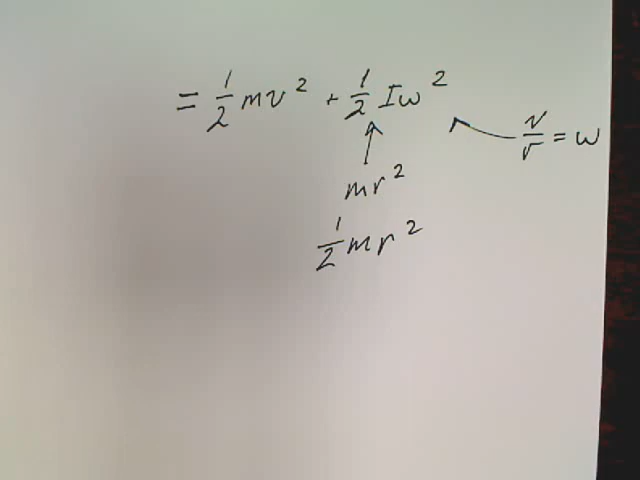 = 1/2 mv² + 1/2 Iω²
v/r = ω
mr²
1/2 mr²